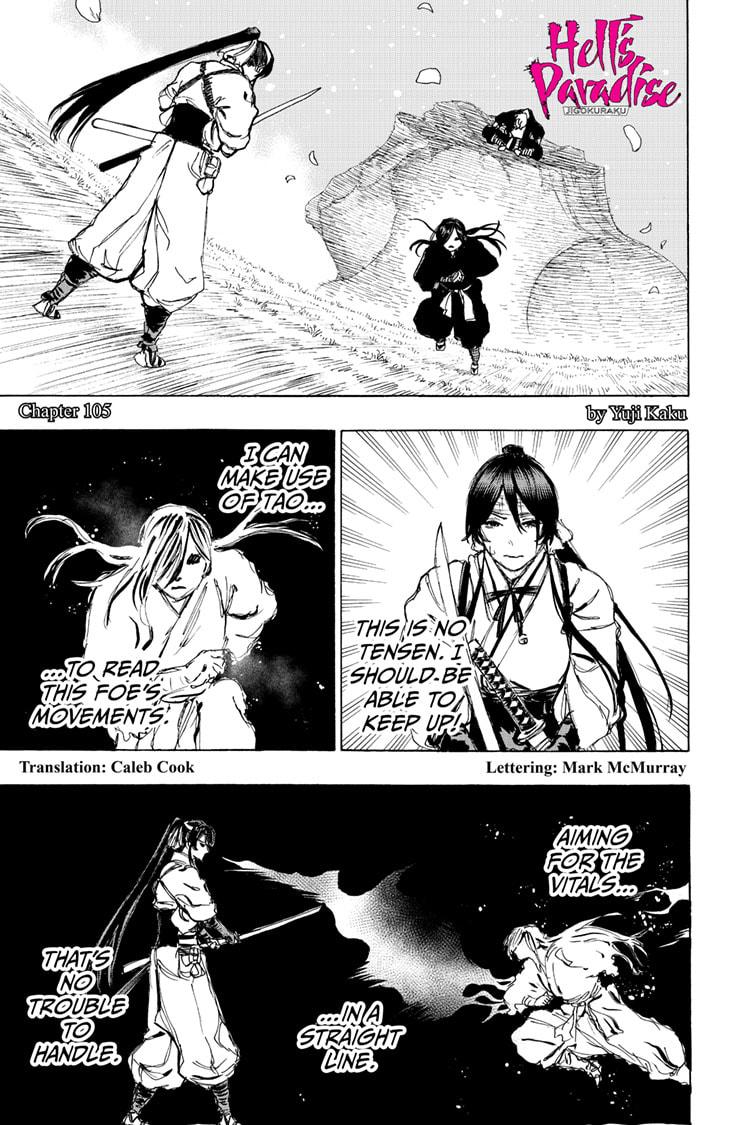 Hell's
Paradise
JIGOKURAKU
Chapter 105
by Yuji Kaku
THIS IS NO
TENSEN. I
SHOULD BE
ABLE TO
KEEP UP!
I CAN
MAKE USE
OF TAO...
...TO READ
THIS FOE'S
MOVEMENTS.
Translation: Caleb Cook
Lettering: Mark McMurray
AIMING
FOR THE
VITALS...
...IN A
STRAIGHT
LINE.
THAT'S
NO
TROUBLE
TO
HANDLE.